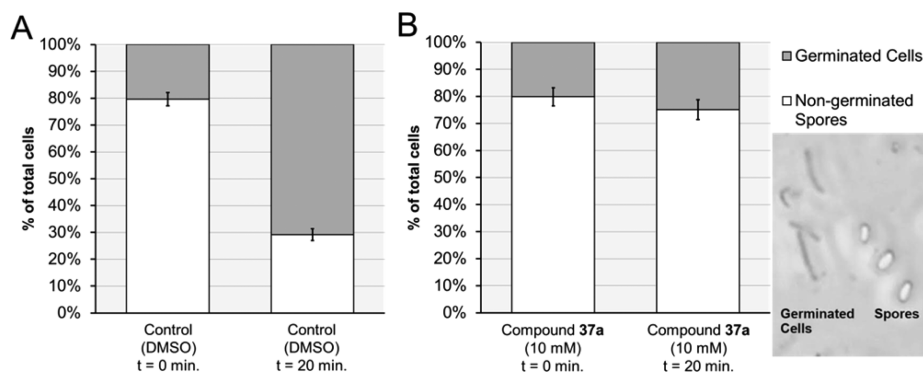 A
% of total cells
100%
90%
80%
70%
60%
50%
40%
30%
20%
10%
0%
Control
(DMSO)
t = 0 min.
Control
(DMSO)
t = 20 min.
B
% of total cells
100%
90%
80%
70%
60%
50%
40%
30%
20%
10%
0%
Compound 37a
(10 mM)
t = 0 min.
Compound 37a
(10 mM)
t = 20 min.
Germinated Cells
Non-germinated
Spores
Germinated
Cells
Spores